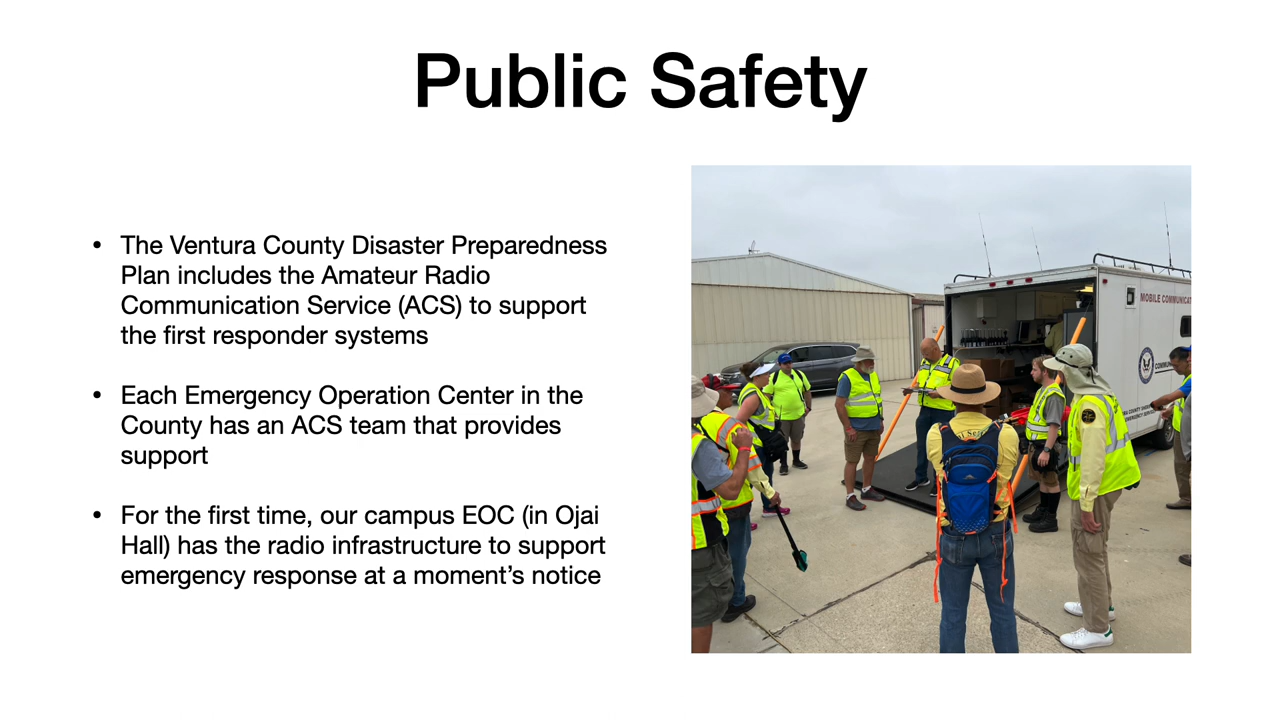 Public Safety
• The Ventura County Disaster Preparedness
Plan includes the Amateur Radio
Communication Service (ACS) to support
the first responder systems
• Each Emergency Operation Center in the
County has an ACS team that provides
support
• For the first time, our campus EOC (in Ojai
Hall) has the radio infrastructure to support
emergency response at a moment’s notice
MOBILE COMMUNICAT